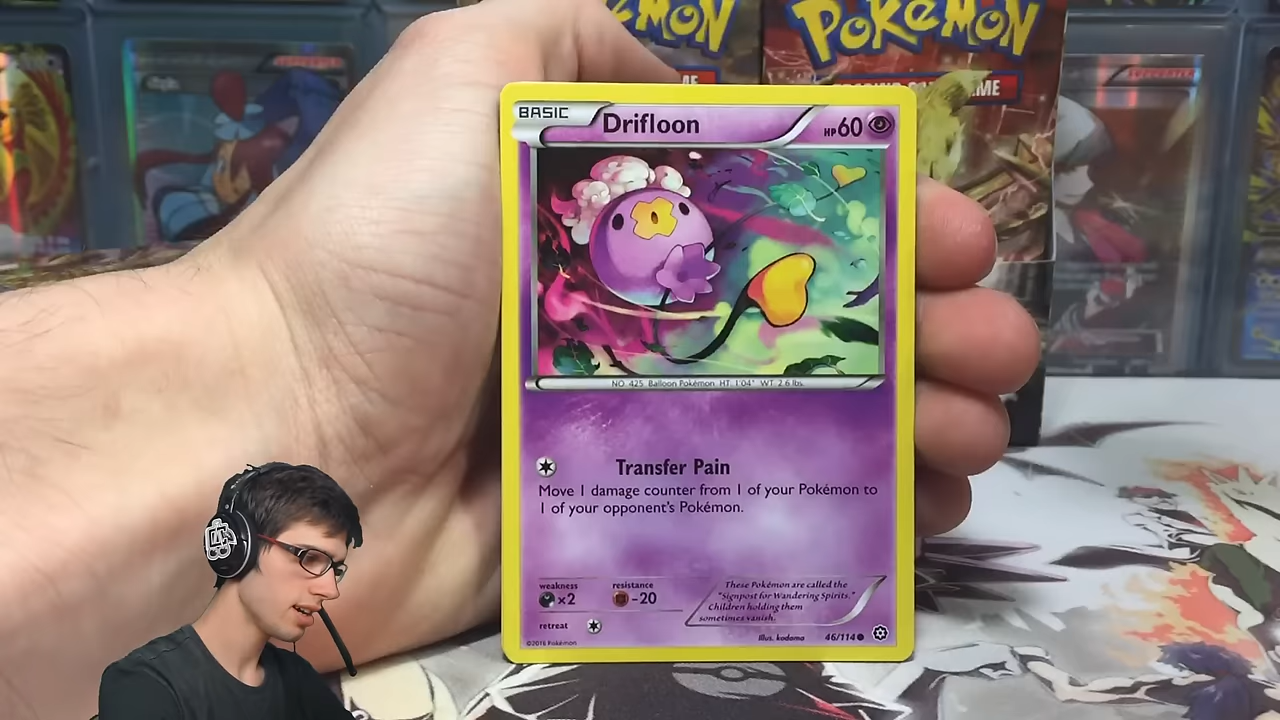 POKéMON
POKéMON
BASIC
Drifloon
HP60
NO. 425 Balloon Pokémon HT: 1'04" WT: 2.6 lbs.
Transfer Pain
Move 1 damage counter from 1 of your Pokémon to
1 of your opponent's Pokémon.
weakness
×2
resistance
-20
retreat
These Pokémon are called the
"Signpost for Wandering Spirits."
Children holding them
sometimes vanish.
©2016 Pokémon
Illus. kodama
46/114